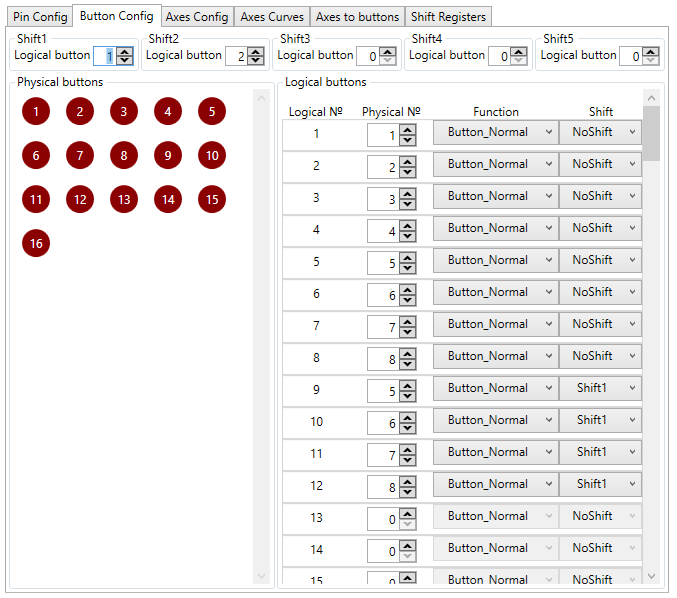 Pin Config Button Config Axes Config Axes Curves Axes to buttons Shift Registers
Shift1 Shift2 Shift3 Shift4 Shift5
Logical button 1 Logical button 2 Logical button 0 Logical button 0 Logical button 0
Physical buttons Logical buttons
1 2 3 4 5
6 7 8 9 10
11 12 13 14 15
16
Logical № Physical № Function Shift
1 1 Button_Normal NoShift
2 2 Button_Normal NoShift
3 3 Button_Normal NoShift
4 4 Button_Normal NoShift
5 5 Button_Normal NoShift
6 6 Button_Normal NoShift
7 7 Button_Normal NoShift
8 8 Button_Normal NoShift
9 5 Button_Normal Shift1
10 6 Button_Normal Shift1
11 7 Button_Normal Shift1
12 8 Button_Normal Shift1
13 0 Button_Normal NoShift
14 0 Button_Normal NoShift
15 0 Button_Normal NoShift